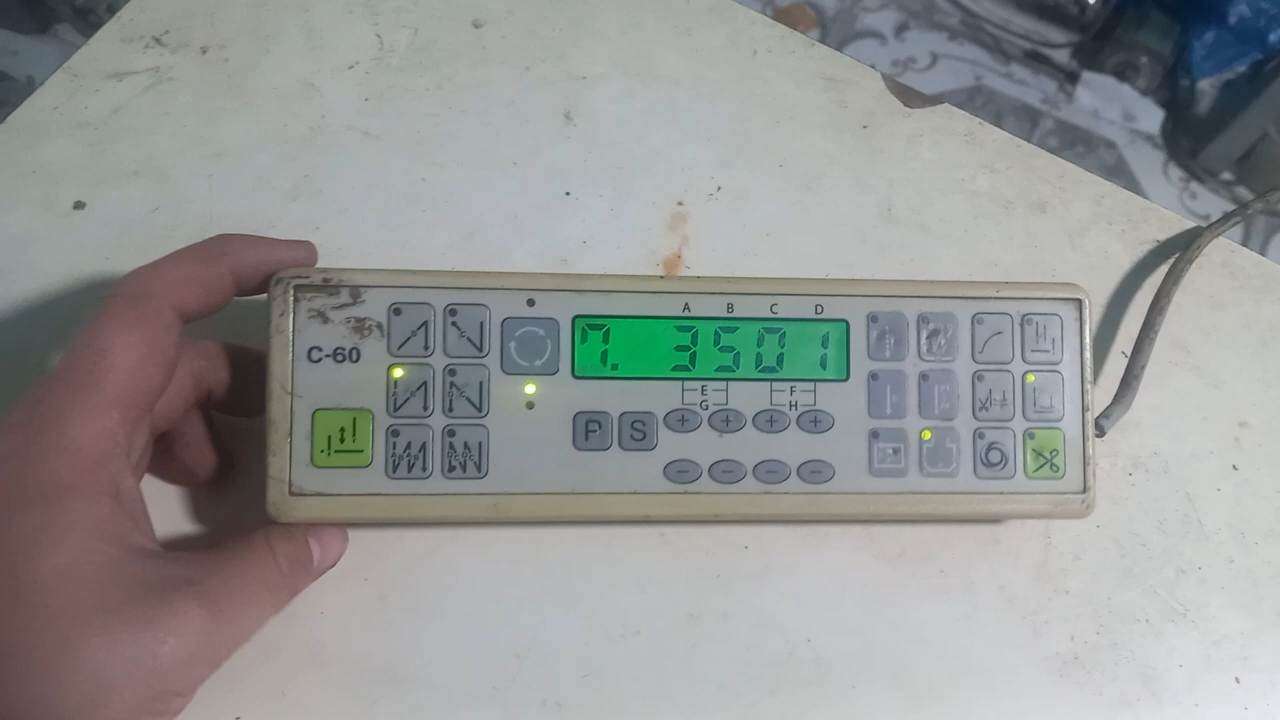 A B C D
C-60
7. 3501
E F
G H
P S
+ + + +
- - - -